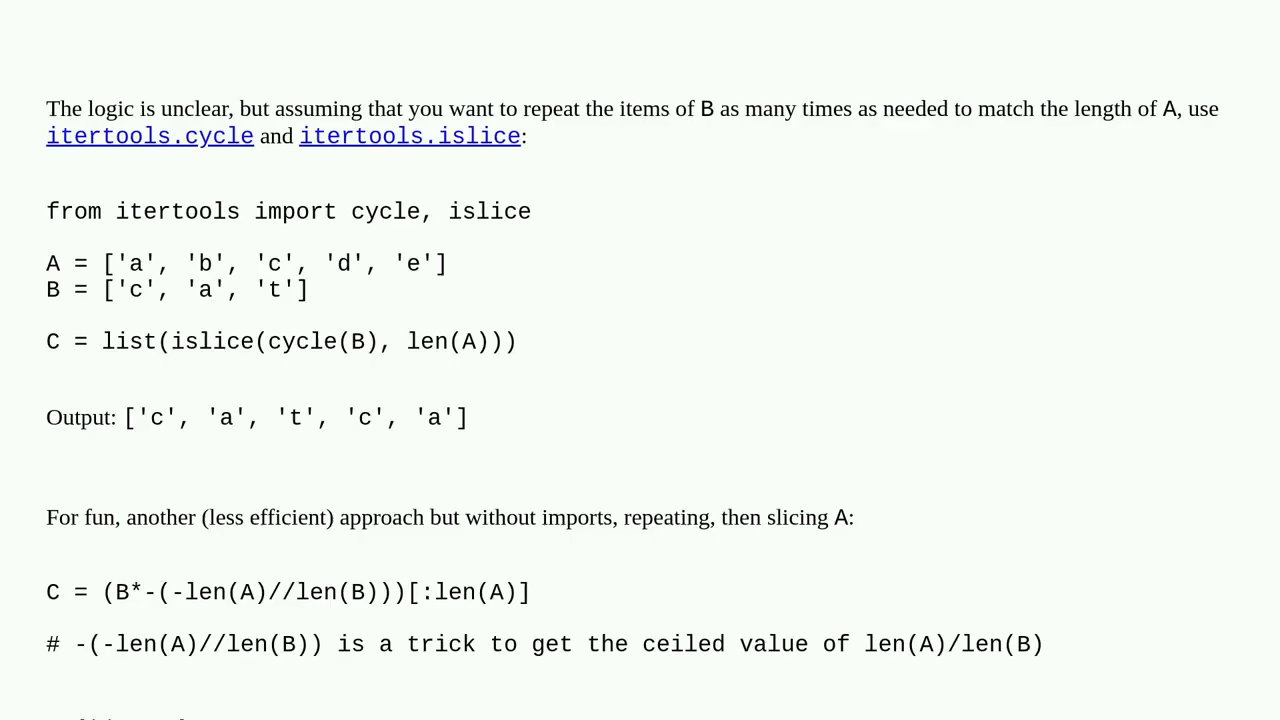 The logic is unclear, but assuming that you want to repeat the items of B as many times as needed to match the length of A, use
itertools.cycle and itertools.islice:
from itertools import cycle, islice
A = ['a', 'b', 'c', 'd', 'e']
B = ['c', 'a', 't']
C = list(islice(cycle(B), len(A)))
Output: ['c', 'a', 't', 'c', 'a']
For fun, another (less efficient) approach but without imports, repeating, then slicing A:
C = (B*-(-len(A)//len(B)))[:len(A)]
# -(-len(A)//len(B)) is a trick to get the ceiled value of len(A)/len(B)